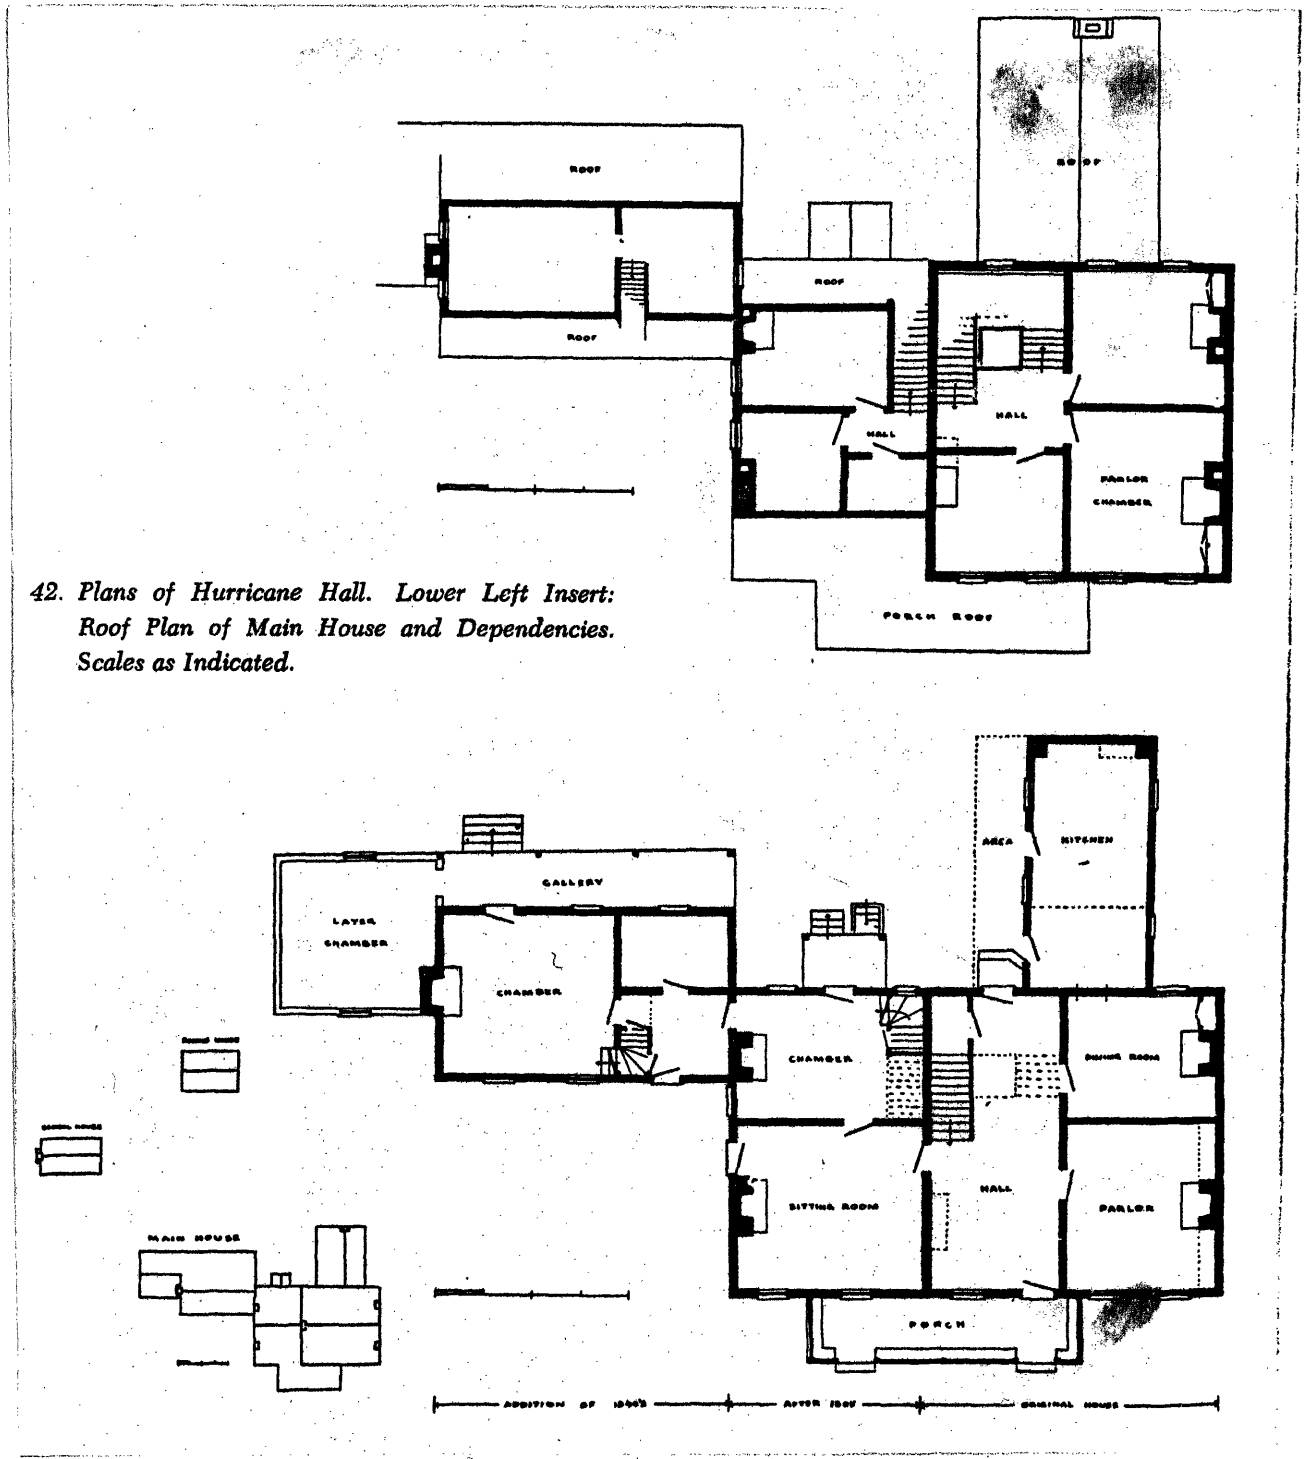 ROOF
ROOF
ROOF
ROOF
HALL
HALL
PARLOR
CHAMBER
PORCH ROOF
42. Plans of Hurricane Hall. Lower Left Insert:
Roof Plan of Main House and Dependencies.
Scales as Indicated.
AREA
KITCHEN
GALLERY
LATER
CHAMBER
CHAMBER
CHAMBER
DINING ROOM
SITTING ROOM
HALL
PARLOR
PORCH
SCHOOL HOUSE
MAIN HOUSE
ADDITION OF 1840'S
AFTER
ORIGINAL HOUSE